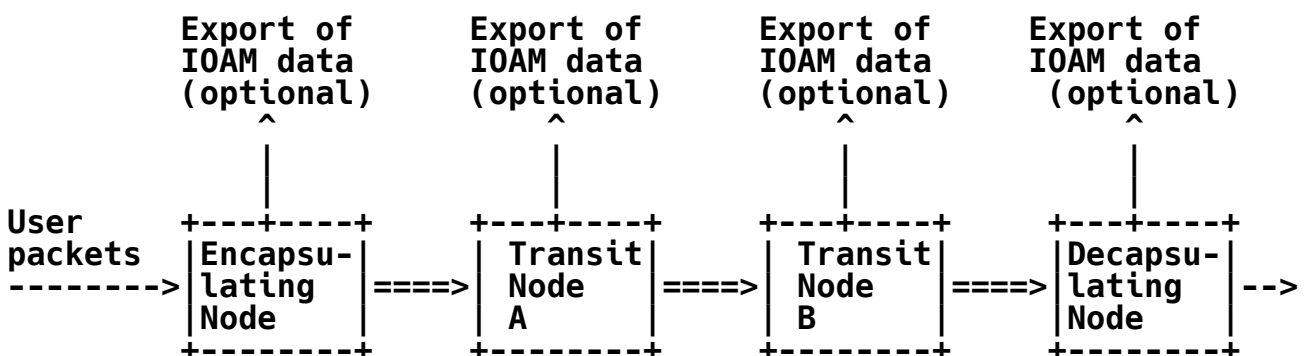 Export of Export of Export of Export of
IOAM data IOAM data IOAM data IOAM data
(optional) (optional) (optional) (optional)
User
packets |Encapsu-| | Transit| | Transit| |Decapsu-|
-------->|lating |====>| Node |====>| Node |====>|lating |-->
|Node | | A | | B | |Node |